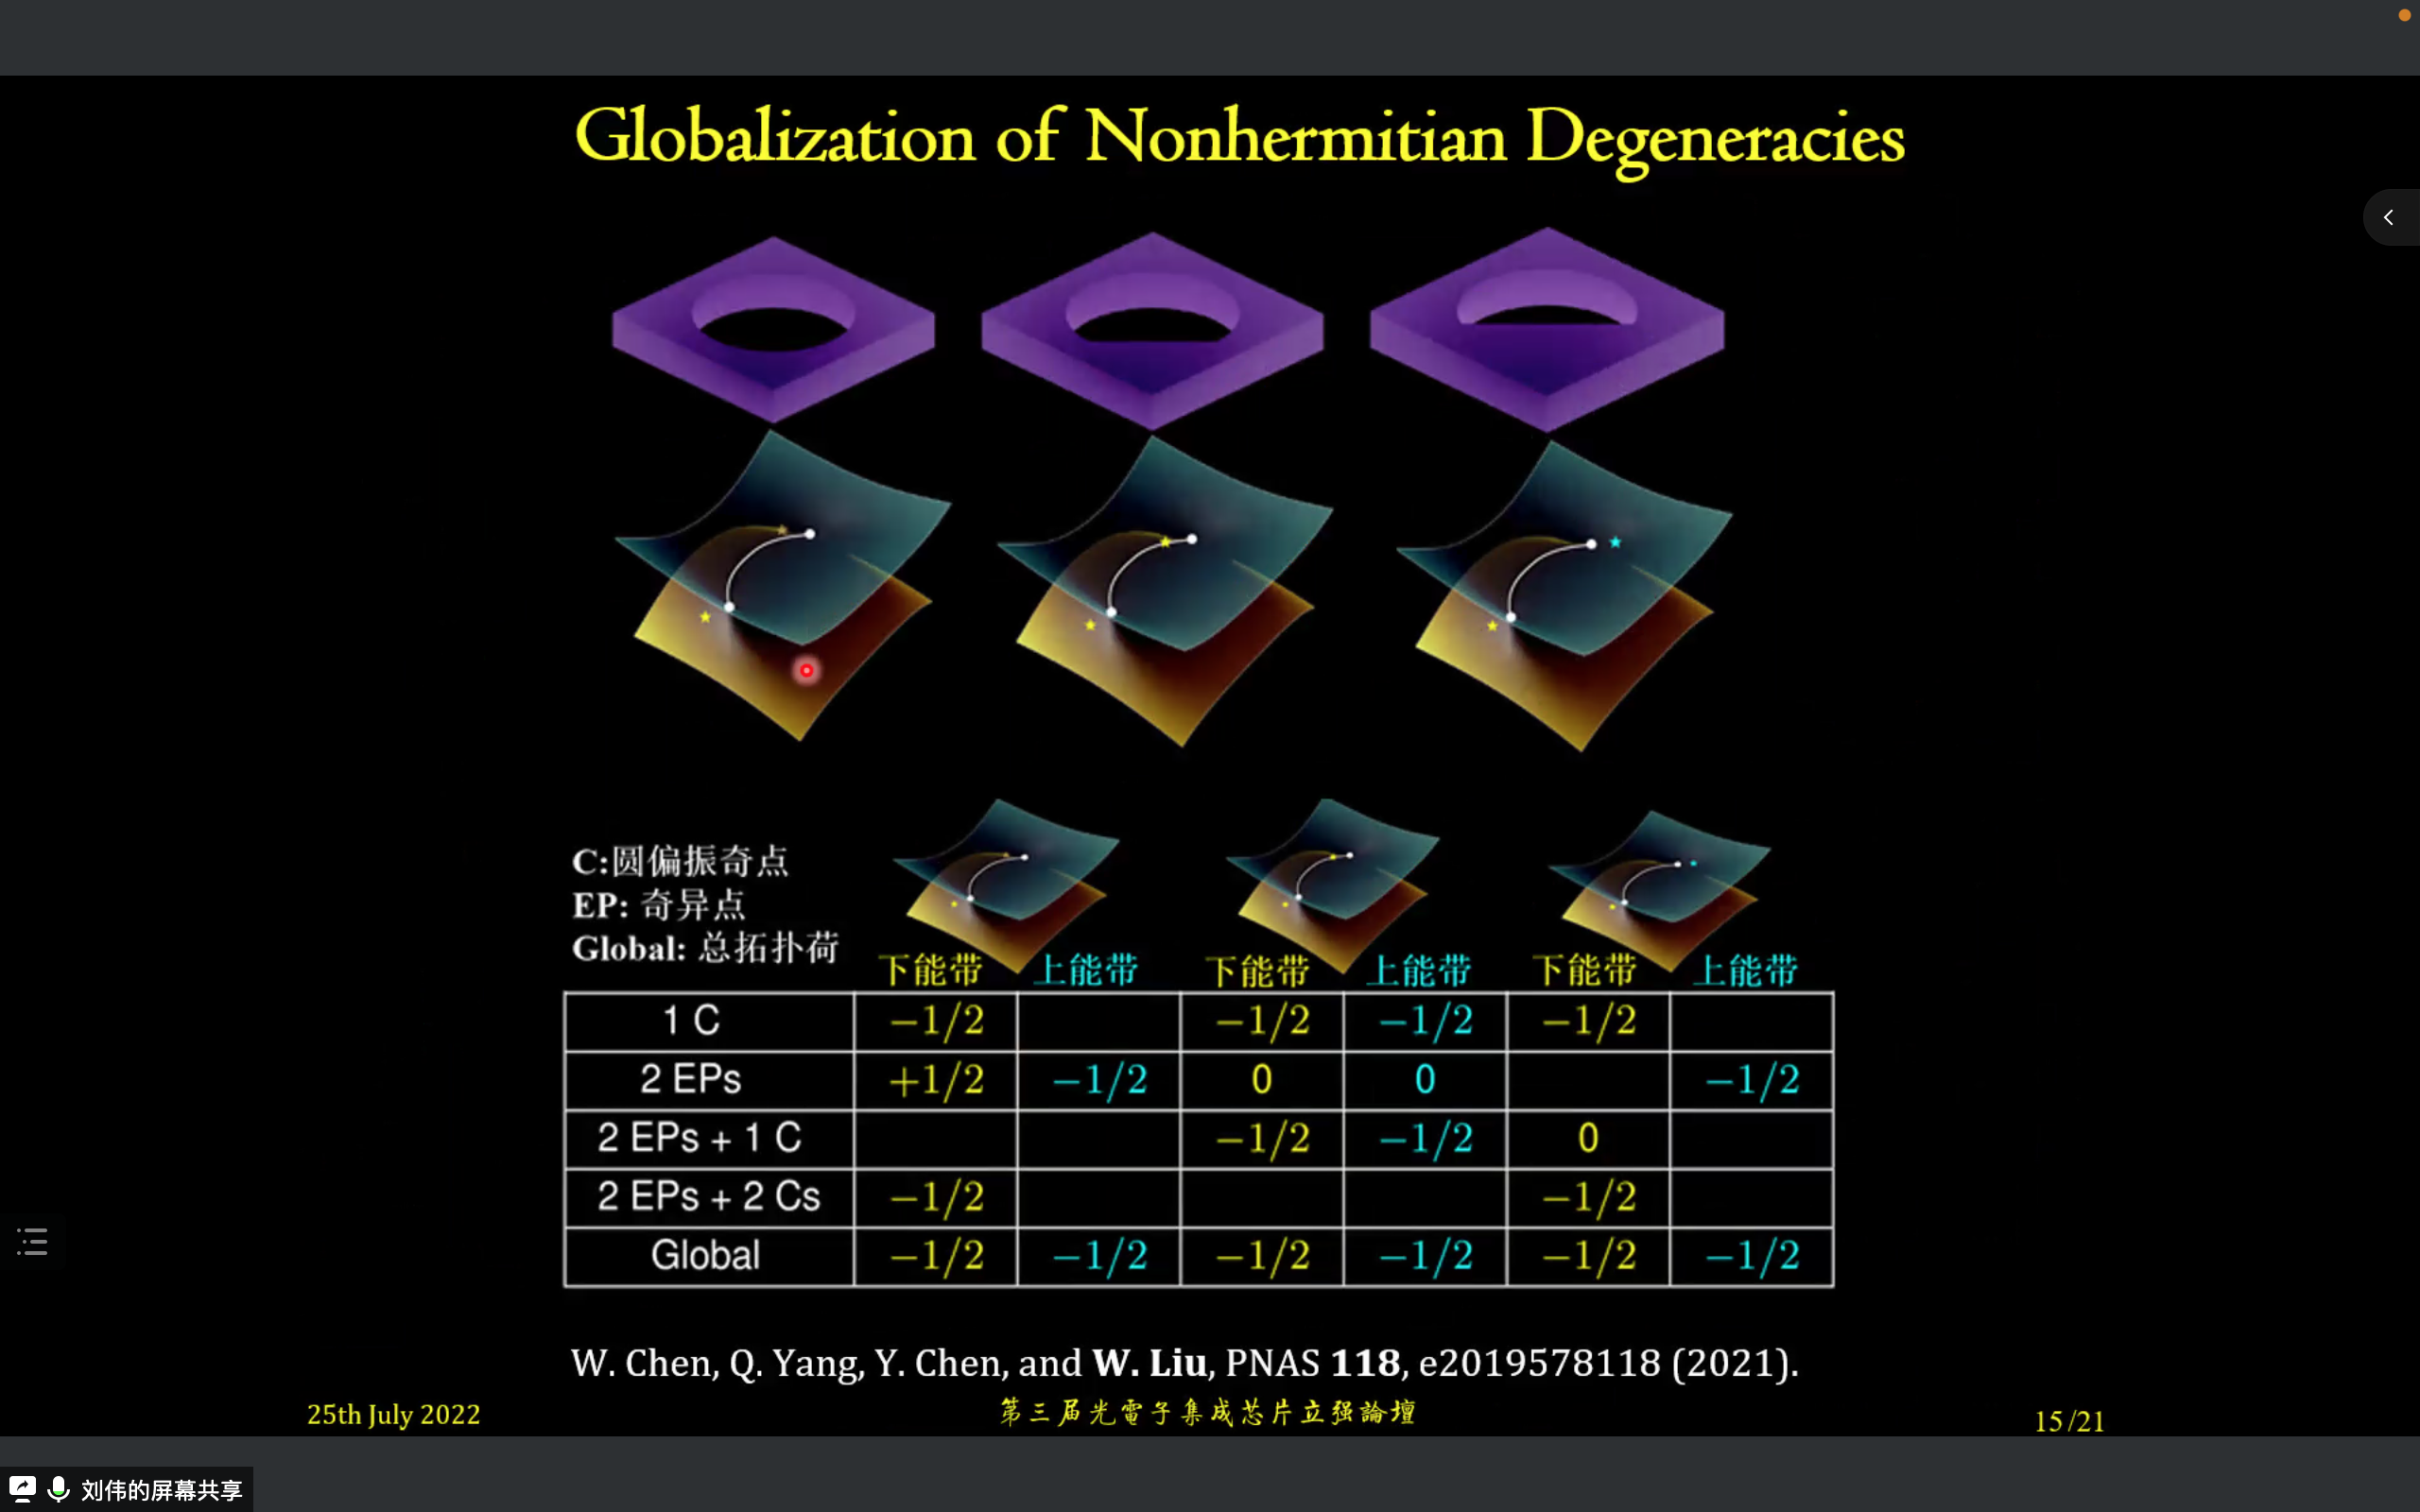 Globalization of Nonhermitian Degeneracies
C:圆偏振奇点
EP: 奇异点
Global: 总拓扑荷
下能带 上能带 下能带 上能带 下能带 上能带
1 C −1/2 −1/2 −1/2 −1/2
2 EPs +1/2 −1/2 0 0 −1/2
2 EPs + 1 C −1/2 −1/2 0
2 EPs + 2 Cs −1/2 −1/2
Global −1/2 −1/2 −1/2 −1/2 −1/2 −1/2
W. Chen, Q. Yang, Y. Chen, and W. Liu, PNAS 118, e2019578118 (2021).
25th July 2022 第三届光電子集成芯片立强論壇 15/21
刘伟的屏幕共享